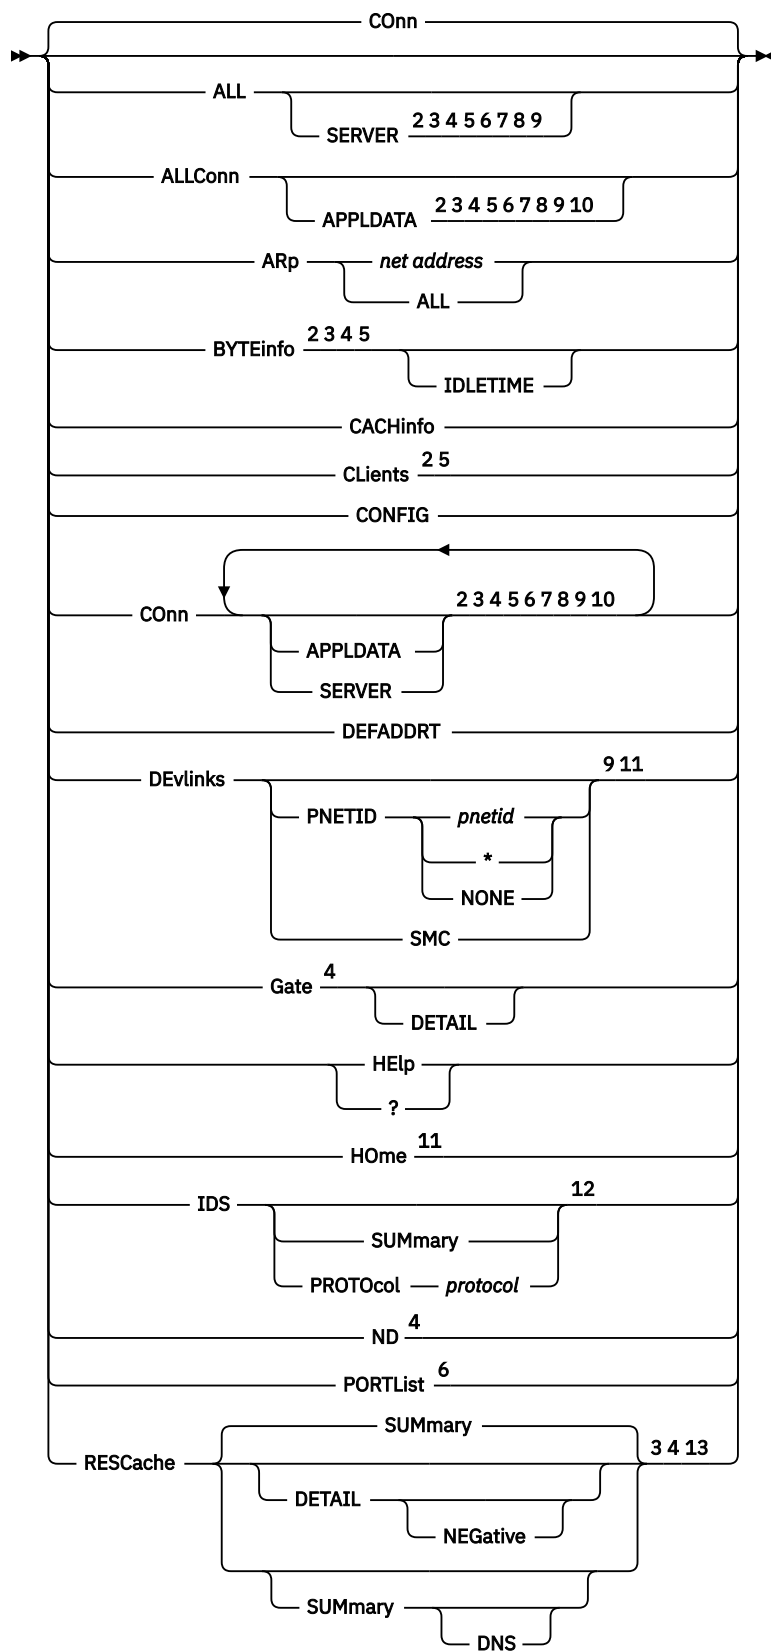 COnn
ALL
SERVER 2 3 4 5 6 7 8 9
ALLConn
APPLDATA 2 3 4 5 6 7 8 9 10
ARp net address
ALL
BYTEinfo 2 3 4 5
IDLETIME
CACHinfo
CLients 2 5
CONFIG
COnn 2 3 4 5 6 7 8 9 10
APPLDATA
SERVER
DEFADDRT
DEvlinks 9 11
PNETID pnetid
*
NONE
SMC
Gate 4
DETAIL
HElp
?
HOme 11
IDS 12
SUMmary
PROTOcol protocol
ND 4
PORTList 6
SUMmary
RESCache 3 4 13
DETAIL
NEGative
SUMmary
DNS